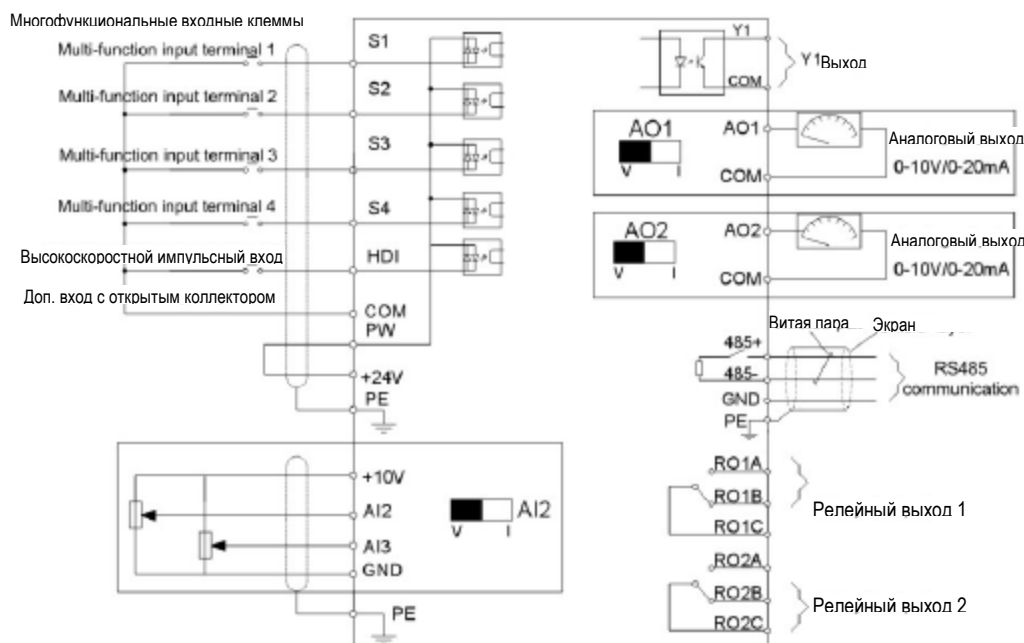 Многофункциональные входные клеммы
Multi-function input terminal 1
S1
Multi-function input terminal 2
S2
Multi-function input terminal 3
S3
Multi-function input terminal 4
S4
Высокоскоростной импульсный вход
HDI
Доп. вход с открытым коллектором
COM
PW
+24V
PE
+10V
AI2
AI3
GND
AI2
V I
PE
Y1
COM
Y1 Выход
AO1
V I
AO1
COM
Аналоговый выход
0-10V/0-20mA
AO2
V I
AO2
COM
Аналоговый выход
0-10V/0-20mA
Витая пара
Экран
485+
485-
GND
PE
RS485
communication
RO1A
RO1B
RO1C
Релейный выход 1
RO2A
RO2B
RO2C
Релейный выход 2